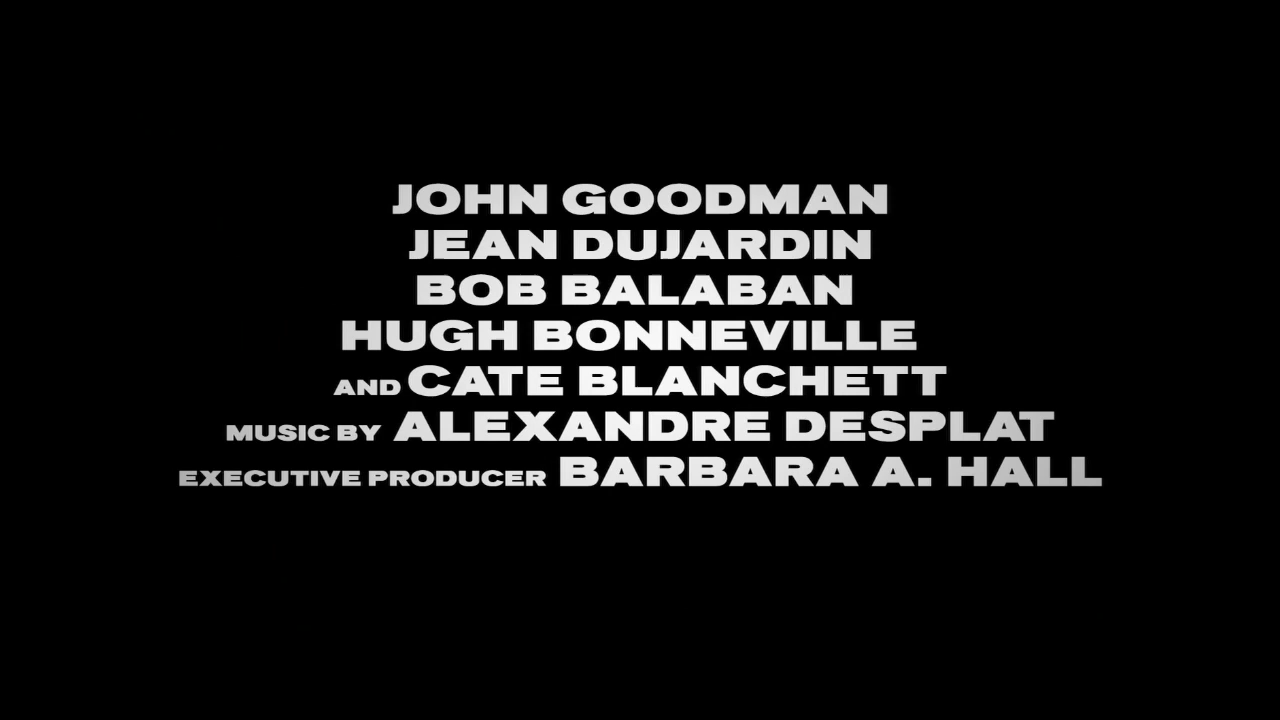 JOHN GOODMAN
JEAN DUJARDIN
BOB BALABAN
HUGH BONNEVILLE
AND CATE BLANCHETT
MUSIC BY ALEXANDRE DESPLAT
EXECUTIVE PRODUCER BARBARA A. HALL